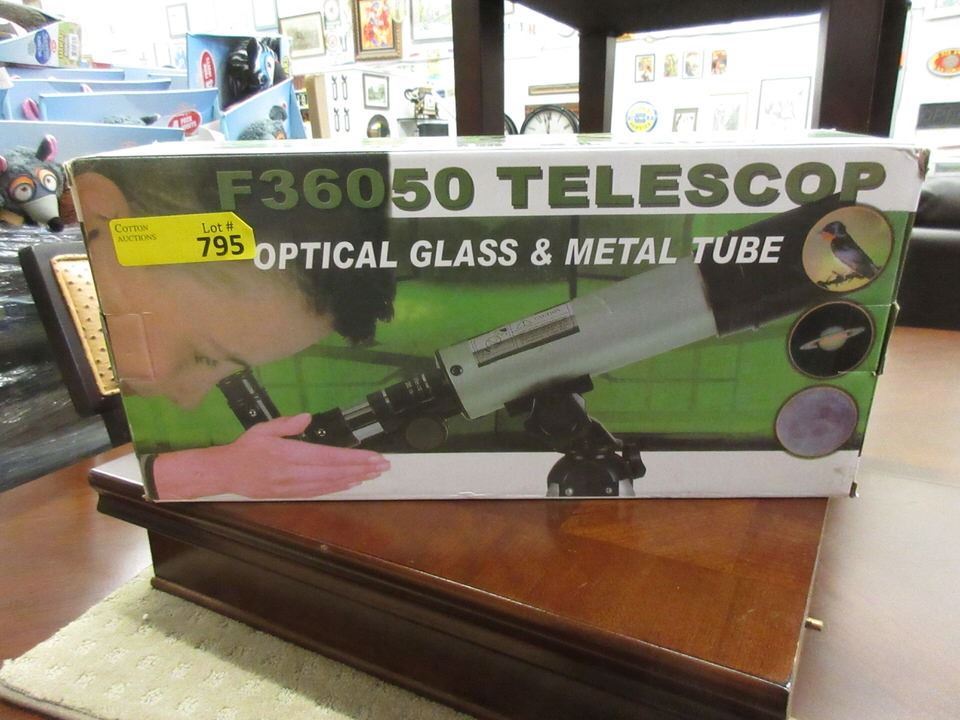 F36050 TELESCOP
COTTON
AUCTIONS
Lot #
795
OPTICAL GLASS & METAL TUBE